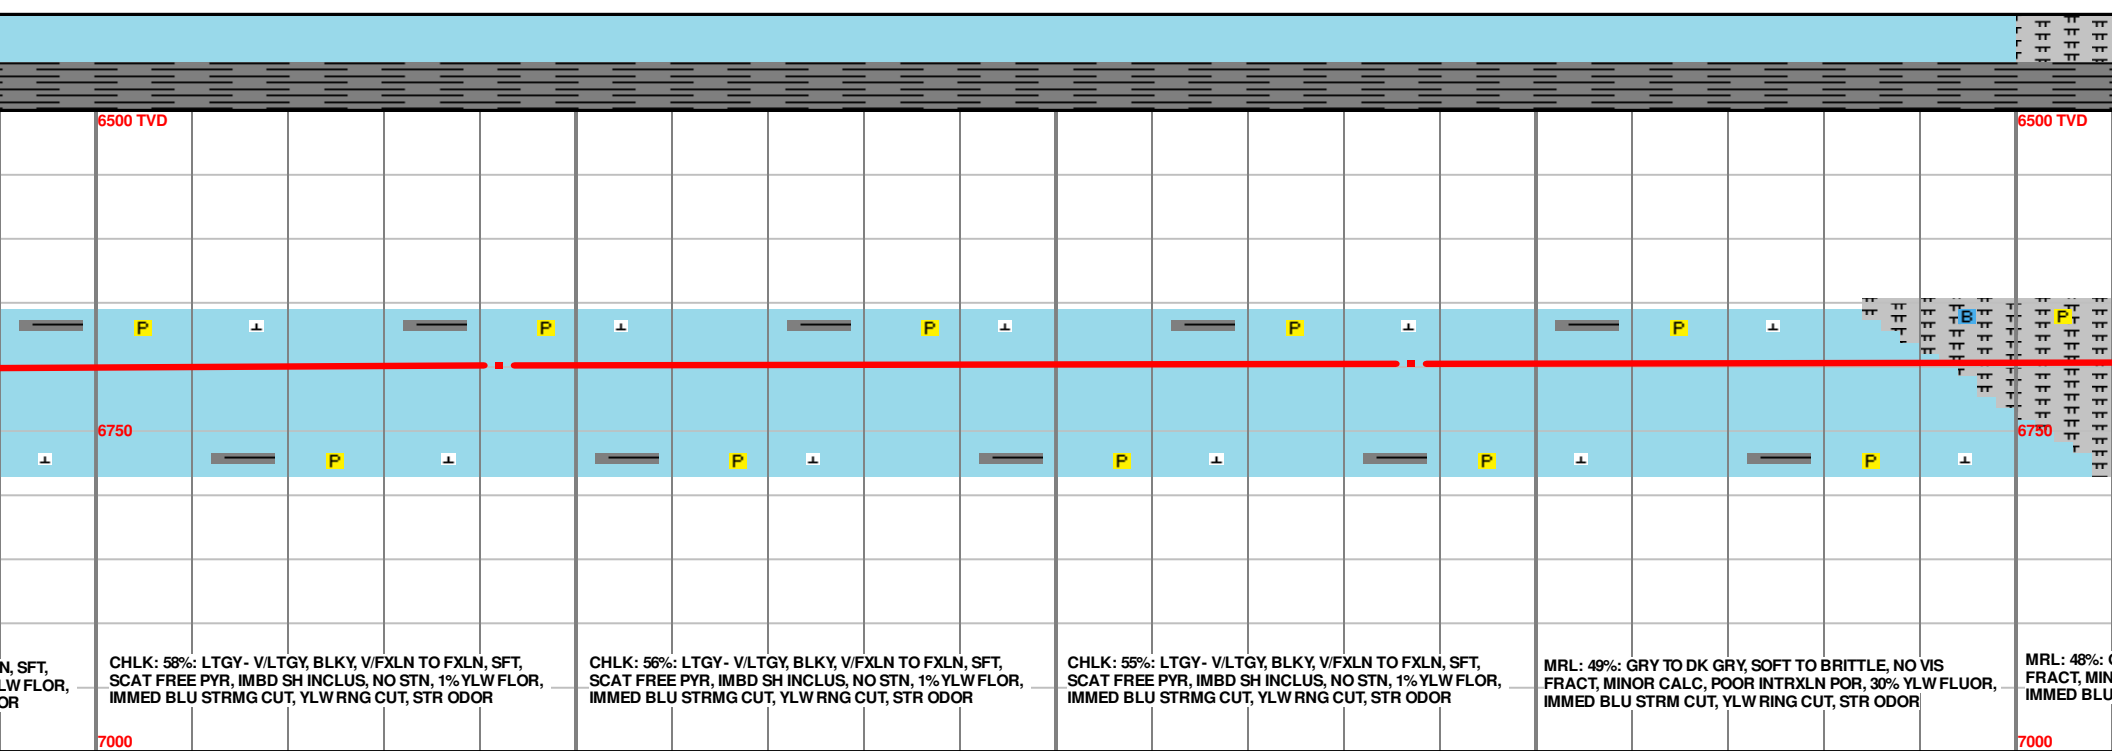 6500 TVD
6500 TVD
P
P
P
P
P
B
P
6750
6750
P
P
P
P
P
N, SFT,
LW FLOR,
OR
CHLK: 58%: LTGY- V/LTGY, BLKY, V/FXLN TO FXLN, SFT,
SCAT FREE PYR, IMBD SH INCLUS, NO STN, 1% YLW FLOR,
IMMED BLU STRMG CUT, YLW RNG CUT, STR ODOR
CHLK: 56%: LTGY- V/LTGY, BLKY, V/FXLN TO FXLN, SFT,
SCAT FREE PYR, IMBD SH INCLUS, NO STN, 1% YLW FLOR,
IMMED BLU STRMG CUT, YLW RNG CUT, STR ODOR
CHLK: 55%: LTGY- V/LTGY, BLKY, V/FXLN TO FXLN, SFT,
SCAT FREE PYR, IMBD SH INCLUS, NO STN, 1% YLW FLOR,
IMMED BLU STRMG CUT, YLW RNG CUT, STR ODOR
MRL: 49%: GRY TO DK GRY, SOFT TO BRITTLE, NO VIS
FRACT, MINOR CALC, POOR INTRXLN POR, 30% YLW FLUOR,
IMMED BLU STRM CUT, YLW RING CUT, STR ODOR
MRL: 48%:
FRACT, MIN
IMMED BLU
7000
7000